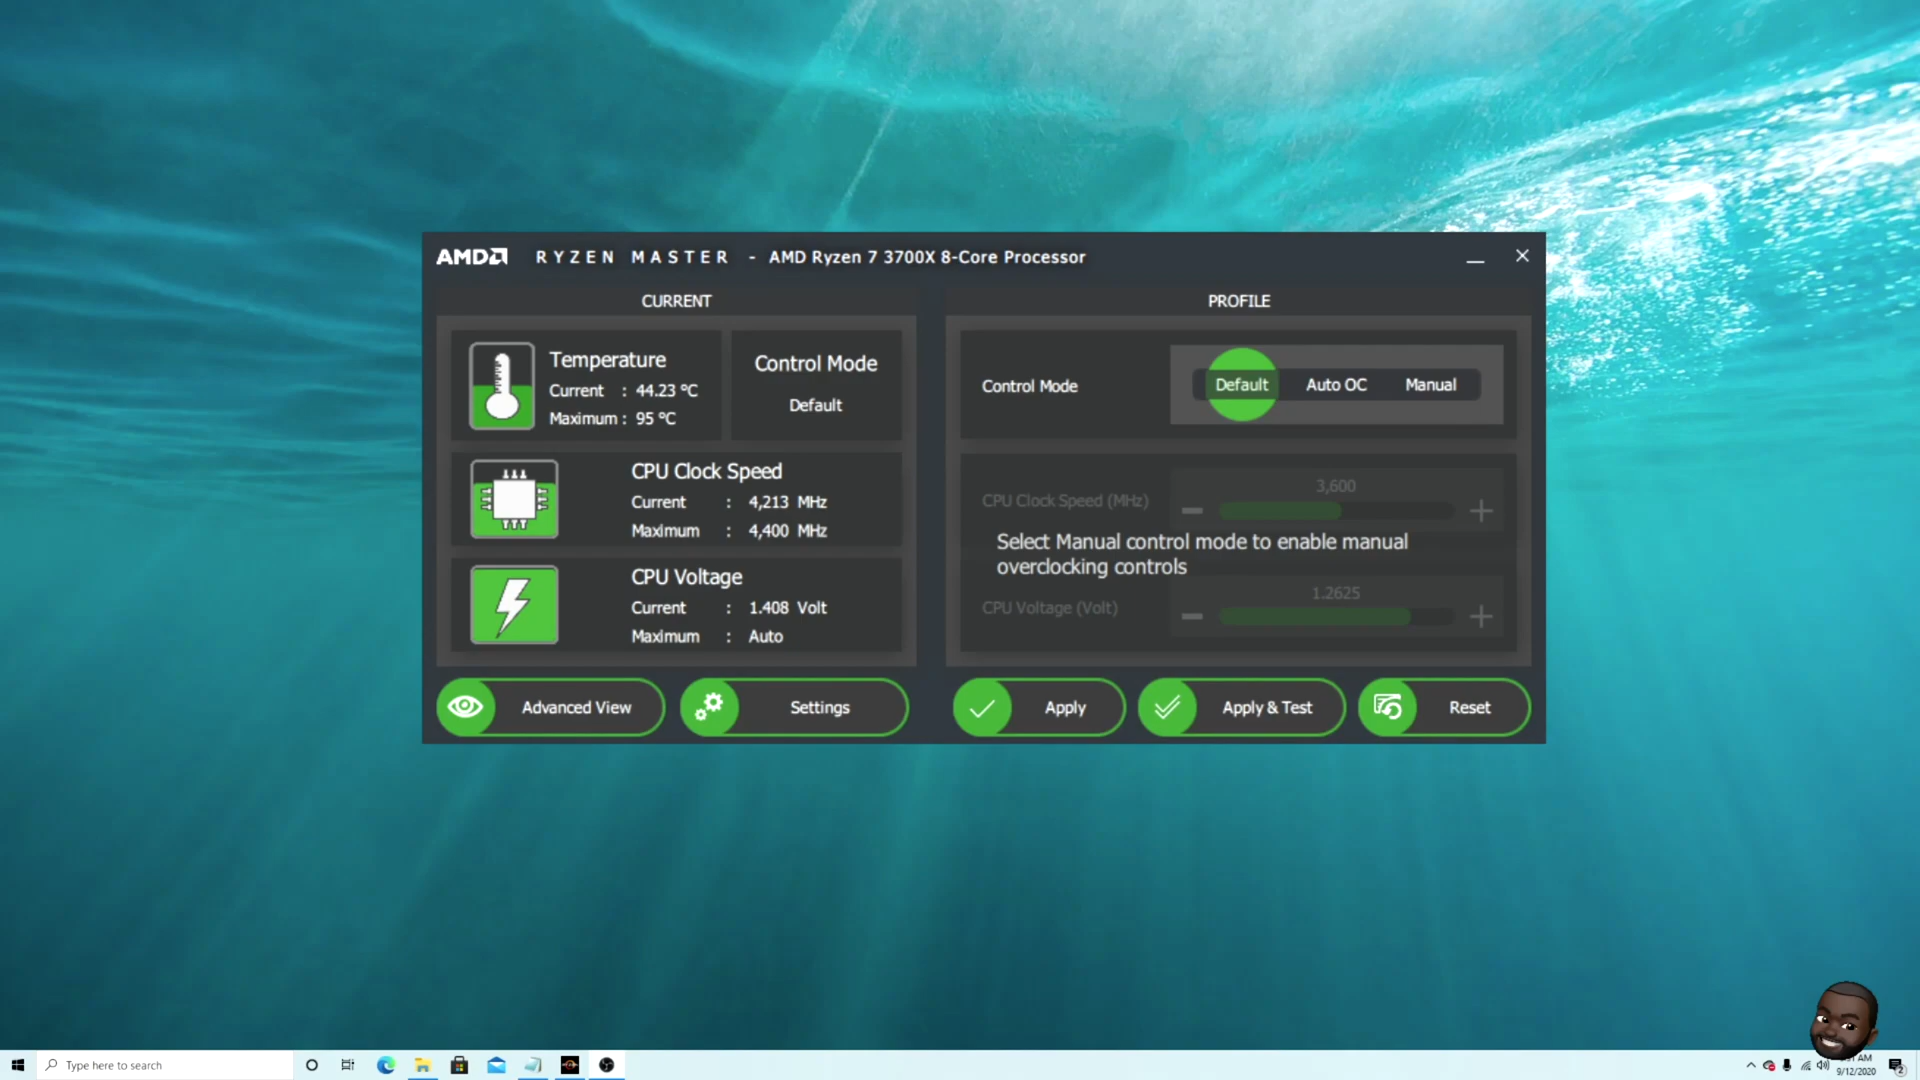 AMD RYZEN MASTER - AMD Ryzen 7 3700X 8-Core Processor
CURRENT
Temperature
Current : 44.23 °C
Maximum : 95 °C
Control Mode
Default
CPU Clock Speed
Current : 4,213 MHz
Maximum : 4,400 MHz
CPU Voltage
Current : 1.408 Volt
Maximum : Auto
Advanced View
Settings
PROFILE
Control Mode
Default Auto OC Manual
CPU Clock Speed (MHz)
3,600
Select Manual control mode to enable manual
overclocking controls
CPU Voltage (Volt)
1.2625
Apply
Apply & Test
Reset
Type here to search
AM
9/12/2020
2